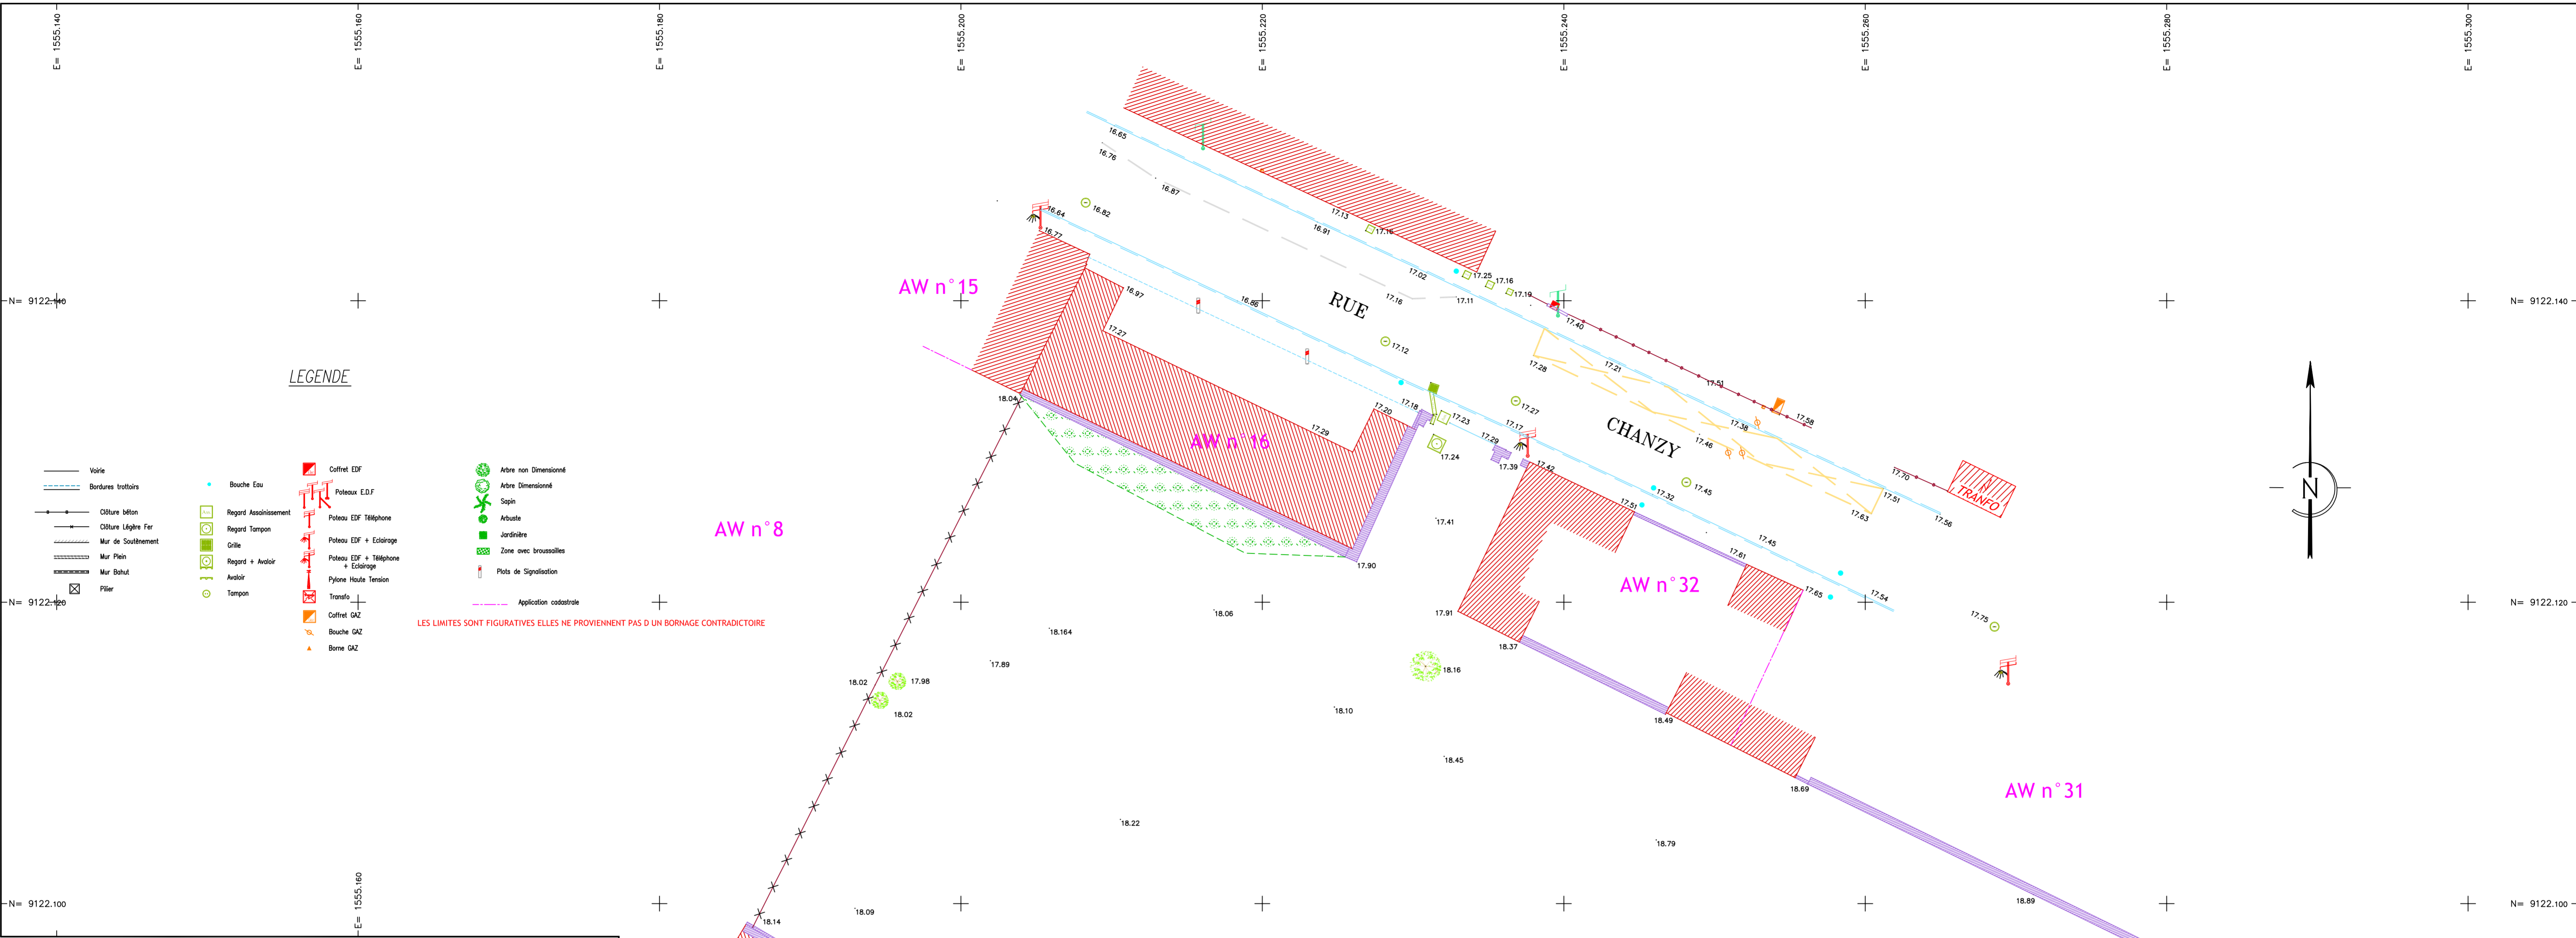 E= 1555.140
E= 1555.160
E= 1555.180
E= 1555.200
E= 1555.220
E= 1555.240
E= 1555.260
E= 1555.280
E= 1555.300
16.65
16.76
16.87
16.82
16.64
16.77
17.13
16.91
17.16
17.02
17.25
17.16
17.19
AW n°15
N= 9122.140
16.97
16.86
RUE
17.16
17.11
17.40
N= 9122.140
17.27
17.12
17.28
17.21
17.51
LEGENDE
18.04
17.29
17.20
17.18
17.23
17.27
17.17
CHANZY
17.38
17.58
AW n°16
17.29
17.24
17.39
17.42
17.46
17.45
17.70
TRANFO
17.51
17.56
17.63
Voirie
Bordures trottoirs
Clôture béton
Clôture Légère Fer
Mur de Soutènement
Mur Plein
Mur Bahut
Pilier
Bouche Eau
Regard Assainissement
Regard Tampon
Grille
Regard + Avaloir
Avaloir
Tampon
Coffret EDF
Poteaux E.D.F
Poteau EDF Téléphone
Poteau EDF + Eclairage
Poteau EDF + Téléphone
+ Eclairage
Pylone Haute Tension
Transfo
Coffret GAZ
Bouche GAZ
Borne GAZ
Arbre non Dimensionné
Arbre Dimensionné
Sapin
Arbuste
Jardinière
Zone avec broussailles
Plots de Signalisation
Application cadastrale
LES LIMITES SONT FIGURATIVES ELLES NE PROVIENNENT PAS D UN BORNAGE CONTRADICTOIRE
AW n°8
17.41
17.51
17.32
17.45
17.61
17.90
AW n°32
17.65
17.54
N= 9122.120
N= 9122.120
18.06
17.91
17.75
18.164
18.37
17.89
18.16
18.02
17.98
18.02
18.10
18.49
18.45
18.69
AW n°31
18.22
18.79
18.89
N= 9122.100
E= 1555.160
18.09
18.14
N= 9122.100
N